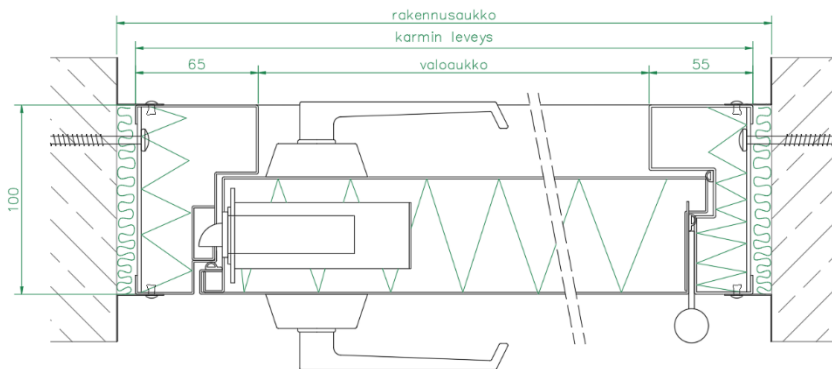 rakennusaukko
karmin leveys
65
valoaukko
55
100